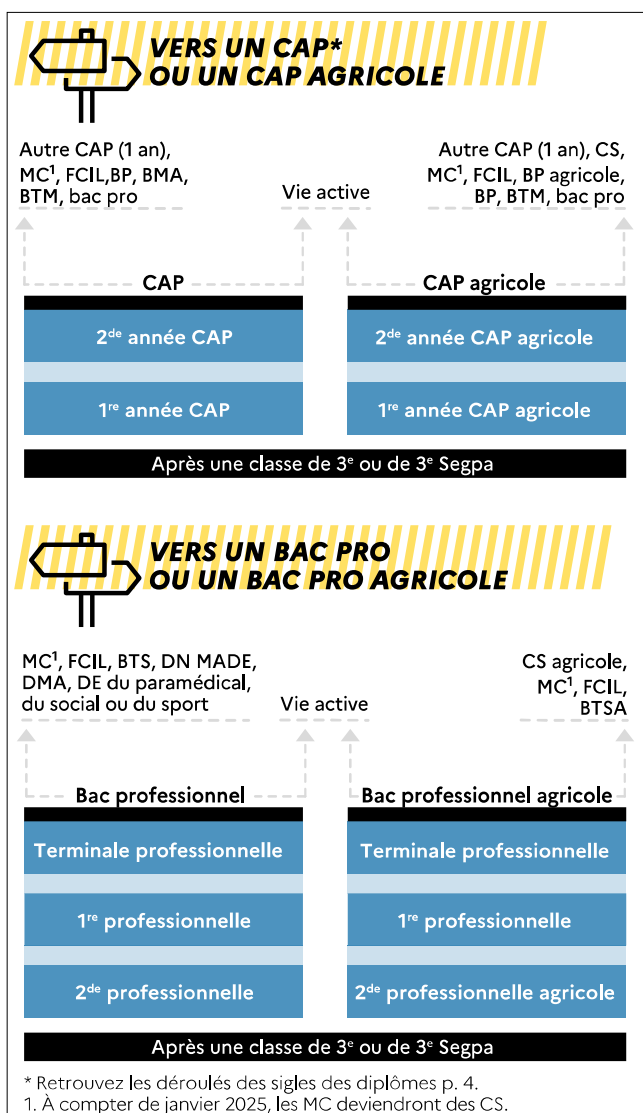 VERS UN CAP*
OU UN CAP AGRICOLE
Autre CAP (1 an),
MC¹, FCIL,BP, BMA,
BTM, bac pro
Vie active
Autre CAP (1 an), CS,
MC¹, FCIL, BP agricole,
BP, BTM, bac pro
CAP
CAP agricole
2de année CAP
2de année CAP agricole
1re année CAP
1re année CAP agricole
Après une classe de 3e ou de 3e Segpa
VERS UN BAC PRO
OU UN BAC PRO AGRICOLE
MC¹, FCIL, BTS, DN MADE,
DMA, DE du paramédical,
du social ou du sport
Vie active
CS agricole,
MC¹, FCIL,
BTSA
Bac professionnel
Bac professionnel agricole
Terminale professionnelle
Terminale professionnelle
1re professionnelle
1re professionnelle
2de professionnelle
2de professionnelle agricole
Après une classe de 3e ou de 3e Segpa
* Retrouvez les déroulés des sigles des diplômes p. 4.
1. À compter de janvier 2025, les MC deviendront des CS.